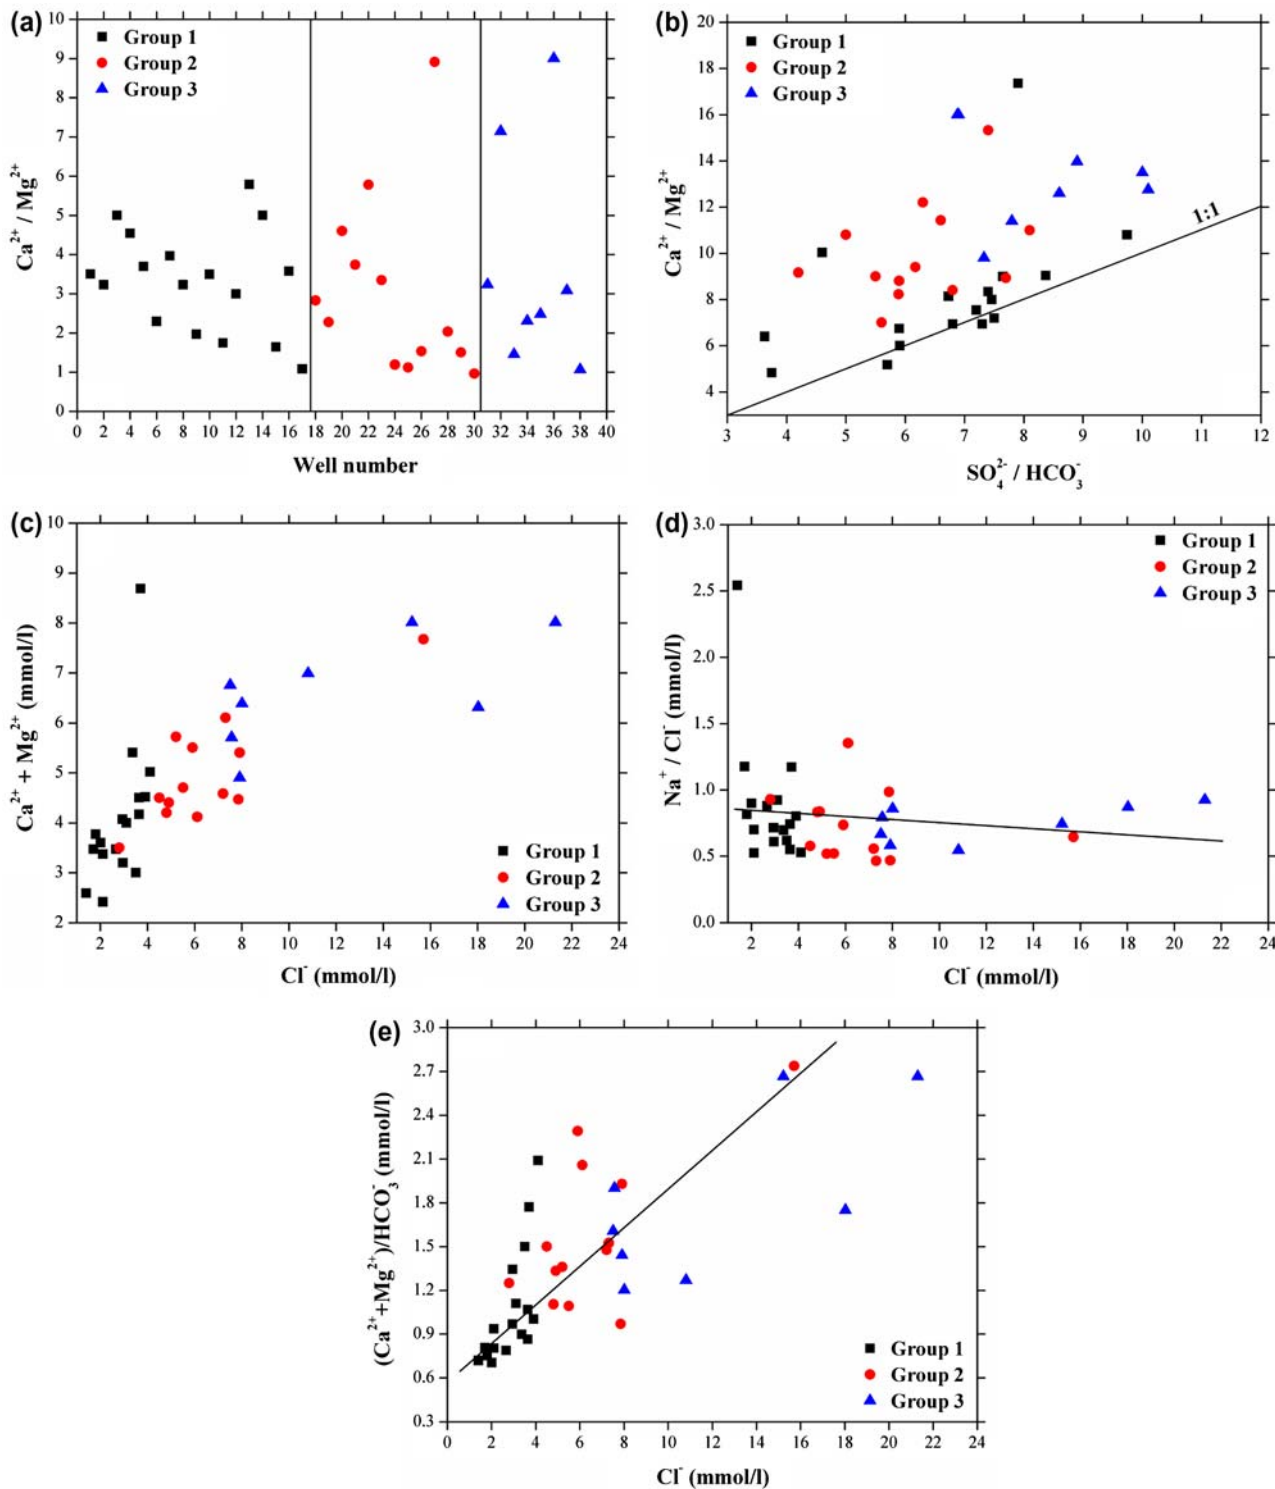 (a)
10
9
8
7
6
5
4
3
2
1
0
Ca²⁺ / Mg²⁺
Group 1
Group 2
Group 3
0 2 4 6 8 10 12 14 16 18 20 22 24 26 28 30 32 34 36 38 40
Well number
(b)
20
18
16
14
12
10
8
6
4
Ca²⁺ / Mg²⁺
Group 1
Group 2
Group 3
1:1
3 4 5 6 7 8 9 10 11 12
SO₄²⁻ / HCO₃⁻
(c)
10
9
8
7
6
5
4
3
2
Ca²⁺ + Mg²⁺ (mmol/l)
Group 1
Group 2
Group 3
2 4 6 8 10 12 14 16 18 20 22 24
Cl⁻ (mmol/l)
(d)
3.0
2.5
2.0
1.5
1.0
0.5
0.0
Na⁺ / Cl⁻ (mmol/l)
Group 1
Group 2
Group 3
2 4 6 8 10 12 14 16 18 20 22 24
Cl⁻ (mmol/l)
(e)
3.0
2.7
2.4
2.1
1.8
1.5
1.2
0.9
0.6
0.3
(Ca²⁺+Mg²⁺)/HCO₃⁻ (mmol/l)
Group 1
Group 2
Group 3
0 2 4 6 8 10 12 14 16 18 20 22 24
Cl⁻ (mmol/l)